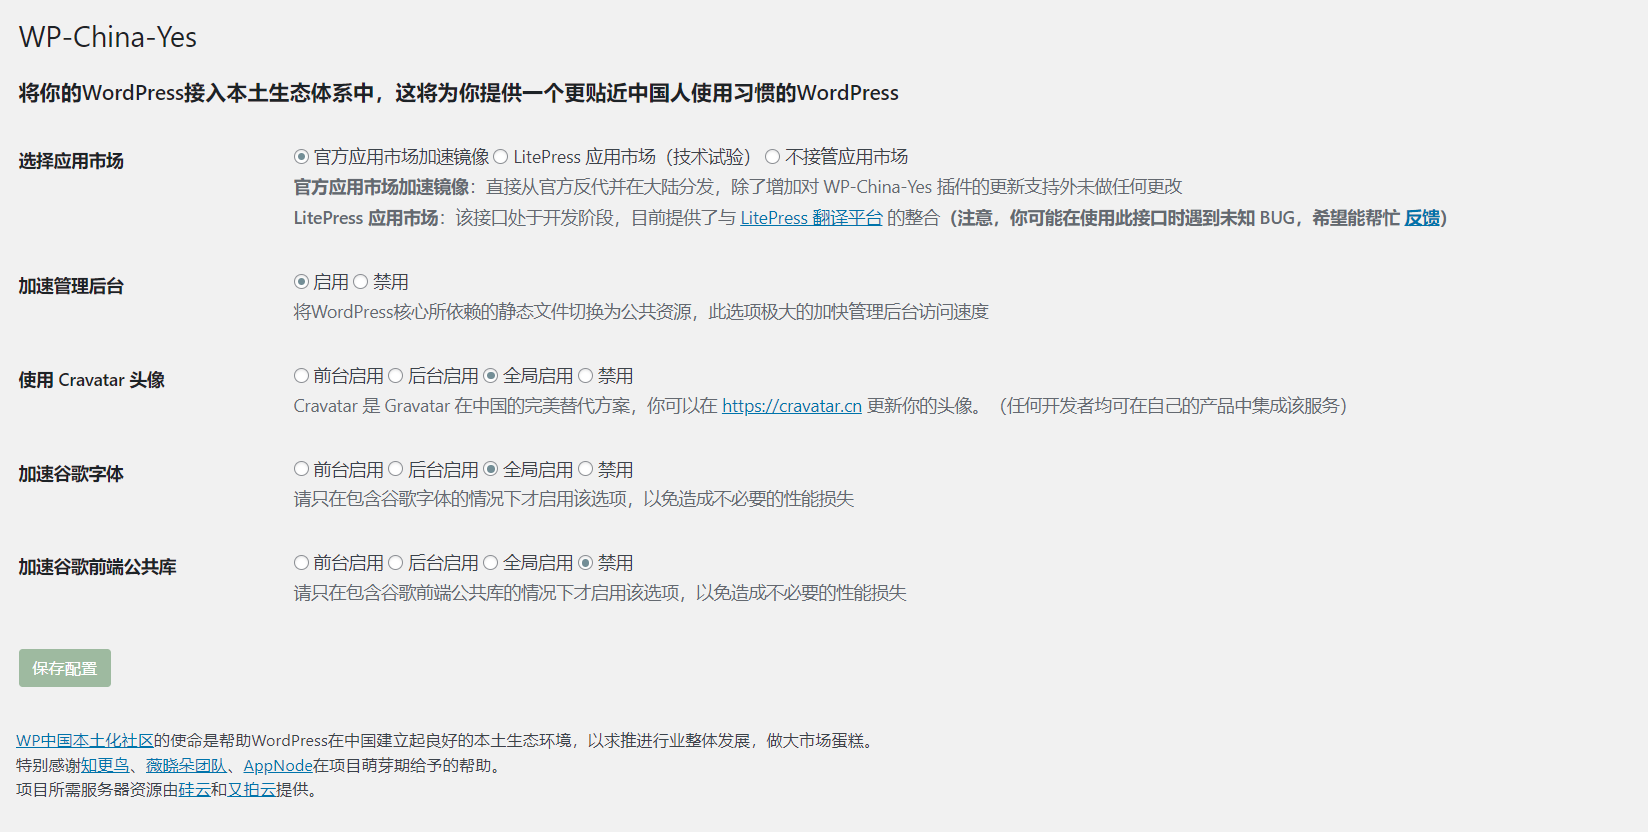 WP-China-Yes
将你的WordPress接入本土生态体系中，这将为你提供一个更贴近中国人使用习惯的WordPress
选择应用市场
官方应用市场加速镜像 LitePress 应用市场（技术试验） 不接管应用市场
官方应用市场加速镜像：直接从官方反代并在大陆分发，除了增加对 WP-China-Yes 插件的更新支持外未做任何更改
LitePress 应用市场：该接口处于开发阶段，目前提供了与 LitePress 翻译平台 的整合（注意，你可能在使用此接口时遇到未知 BUG，希望能帮忙 反馈）
加速管理后台
启用 禁用
将WordPress核心所依赖的静态文件切换为公共资源，此选项极大的加快管理后台访问速度
使用 Cravatar 头像
前台启用 后台启用 全局启用 禁用
Cravatar 是 Gravatar 在中国的完美替代方案，你可以在 https://cravatar.cn 更新你的头像。（任何开发者均可在自己的产品中集成该服务）
加速谷歌字体
前台启用 后台启用 全局启用 禁用
请只在包含谷歌字体的情况下才启用该选项，以免造成不必要的性能损失
加速谷歌前端公共库
前台启用 后台启用 全局启用 禁用
请只在包含谷歌前端公共库的情况下才启用该选项，以免造成不必要的性能损失
保存配置
WP中国本土化社区的使命是帮助WordPress在中国建立起良好的本土生态环境，以求推进行业整体发展，做大市场蛋糕。
特别感谢知更鸟、薇晓朵团队、AppNode在项目萌芽期给予的帮助。
项目所需服务器资源由硅云和又拍云提供。